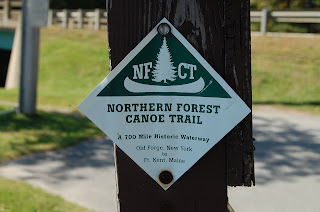 NF CT
NORTHERN FOREST
CANOE TRAIL
A 700 Mile Historic Waterway
Old Forge, New York
to
Ft. Kent, Maine